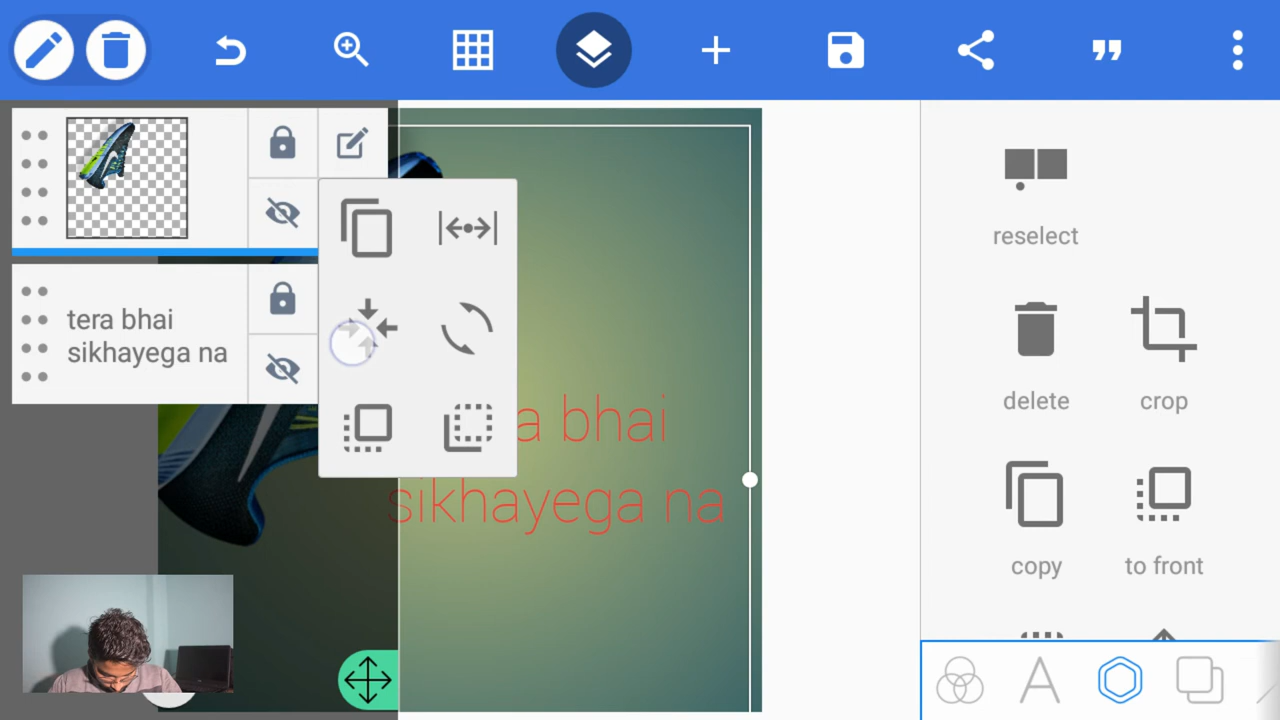 reselect
tera bhai
sikhayega na
delete
crop
a bhai
sikhayega na
copy
to front